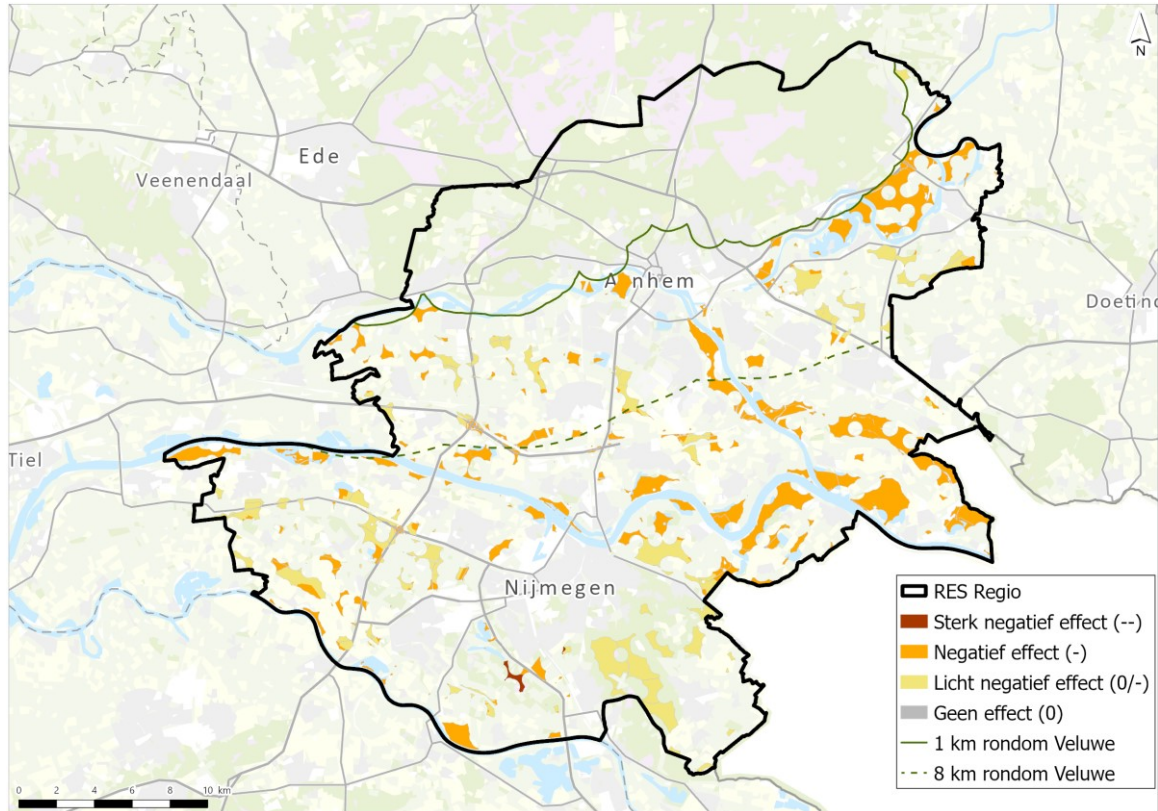 N
Ede
Veenendaal
Arnhem
Doetinc
Tiel
Nijmegen
RES Regio
Sterk negatief effect (--)
Negatief effect (-)
Licht negatief effect (0/-)
Geen effect (0)
1 km rondom Veluwe
8 km rondom Veluwe
0 2 4 6 8 10 km